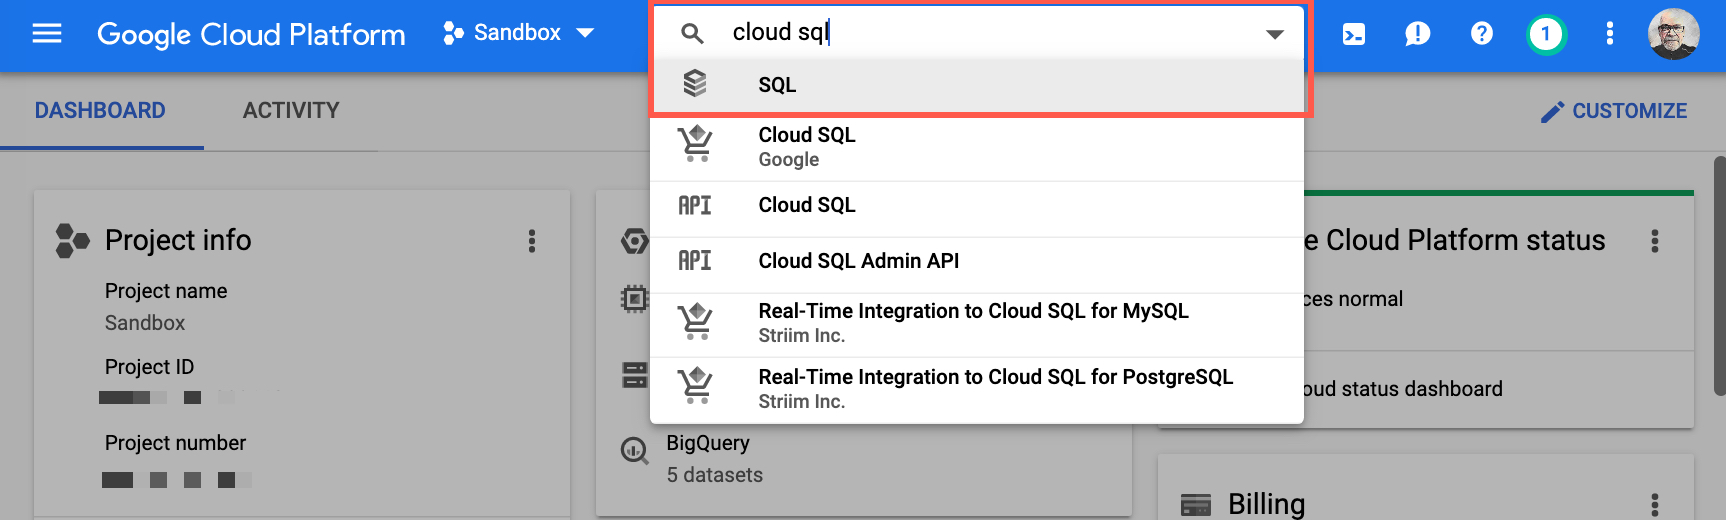 Google Cloud Platform
Sandbox
cloud sql
1
SQL
DASHBOARD
ACTIVITY
CUSTOMIZE
Cloud SQL
Google
API
Cloud SQL
API
Cloud SQL Admin API
Real-Time Integration to Cloud SQL for MySQL
Striim Inc.
Real-Time Integration to Cloud SQL for PostgreSQL
Striim Inc.
Project info
Project name
Sandbox
Project ID
Project number
BigQuery
5 datasets
e Cloud Platform status
ces normal
oud status dashboard
Billing